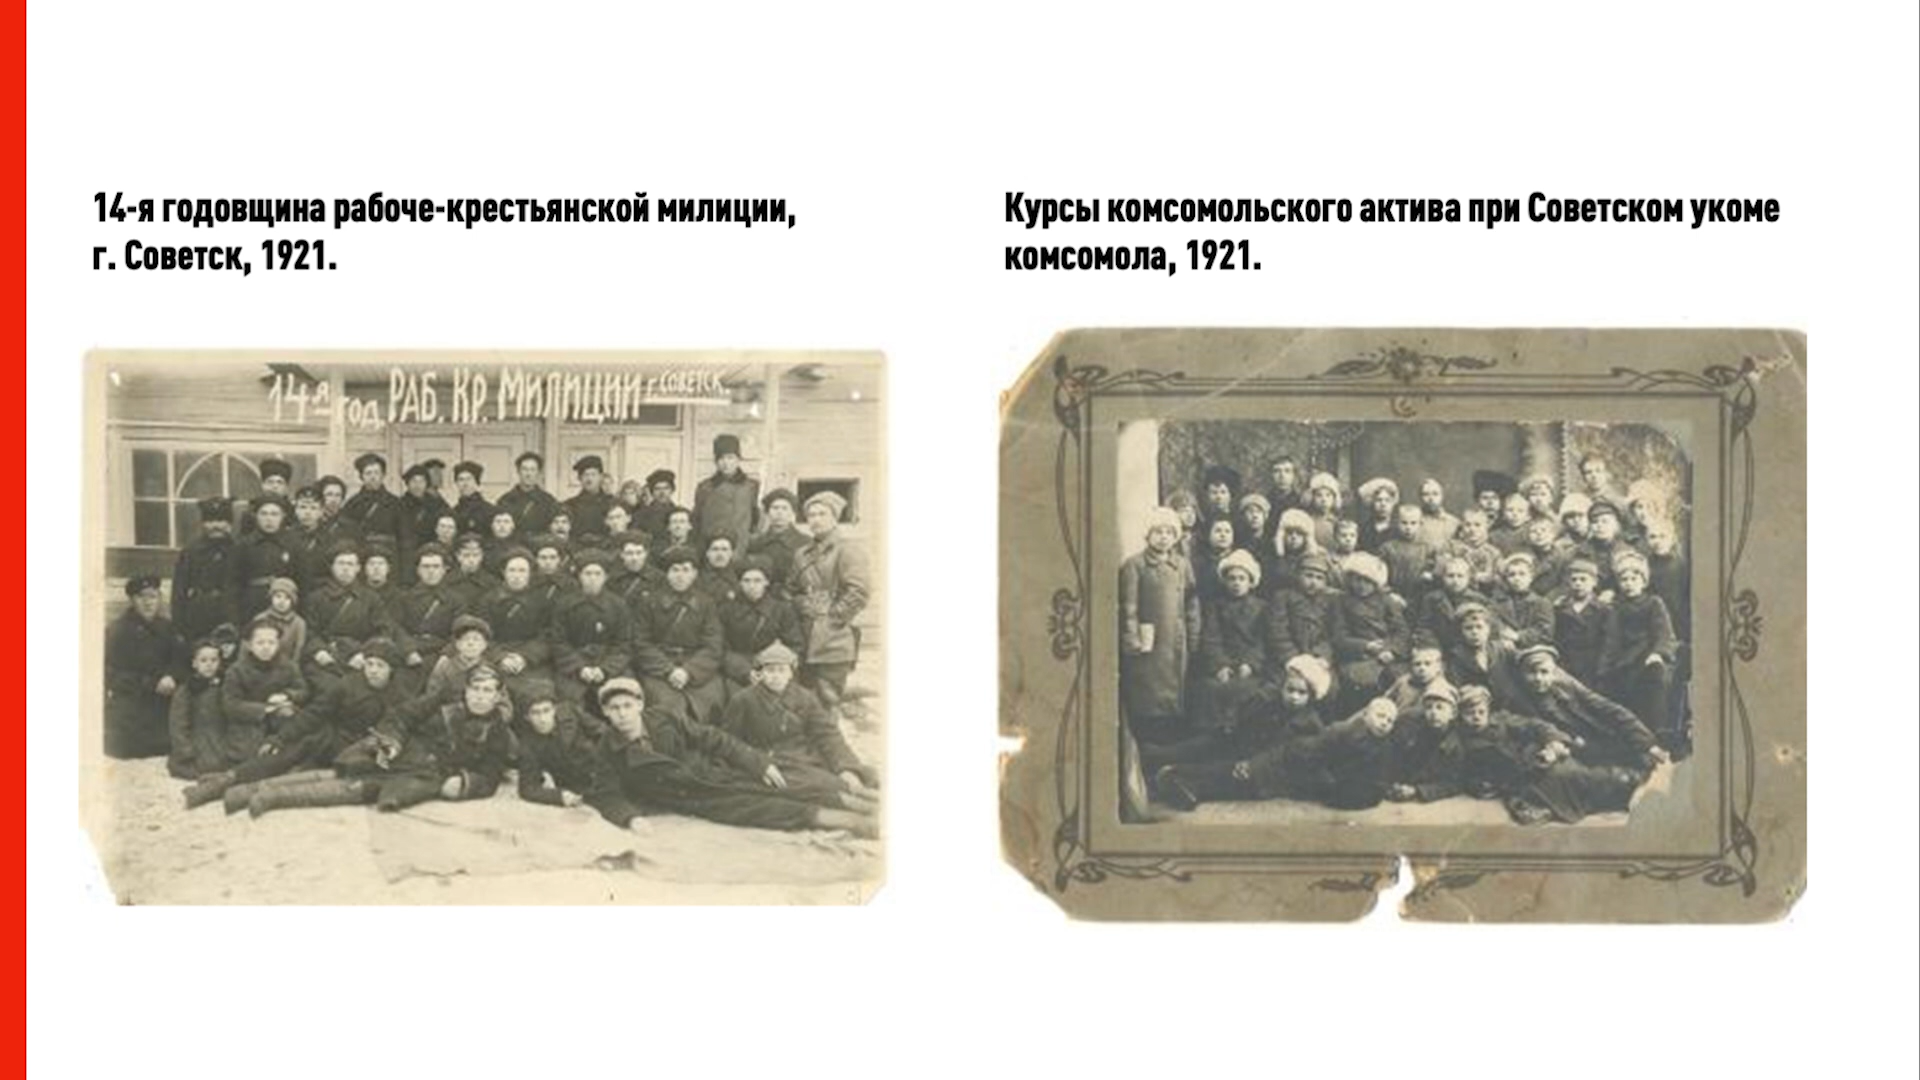 14-я годовщина рабоче-крестьянской милиции,
г. Советск, 1921.
Курсы комсомольского актива при Советском укоме
комсомола, 1921.
14я год РАБ. КР. МИЛИЦИИ г. СОВЕТСК.